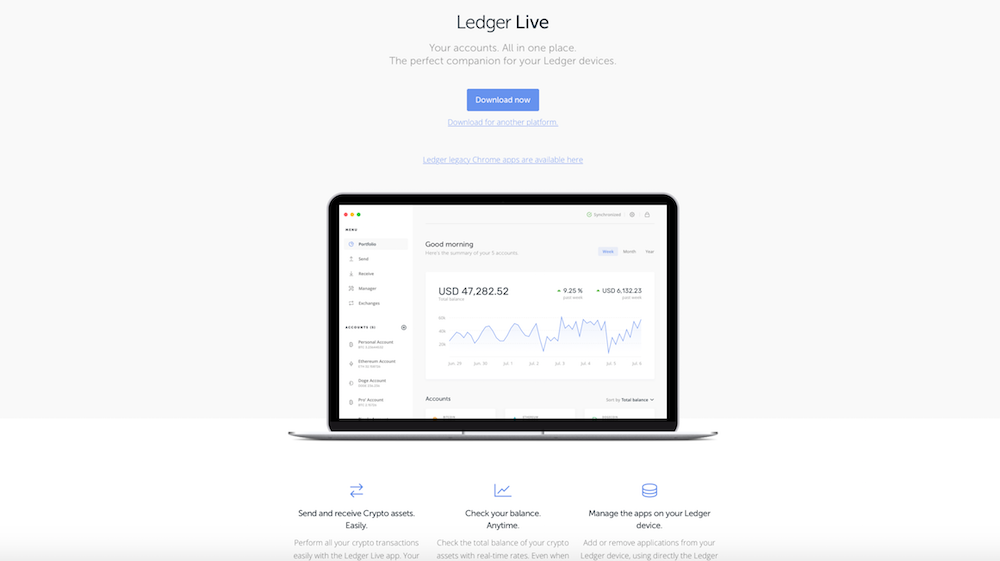 Ledger Live
Your accounts. All in one place.
The perfect companion for your Ledger devices.
Download now
Download for another platform.
Ledger legacy Chrome apps are available here
Synchronized
MENU
Portfolio
Send
Receive
Manager
Exchanges
ACCOUNTS (5)
Personal Account
Ethereum Account
Doge Account
Pro' Account
Good morning
Here's the summary of your 5 accounts.
Week Month Year
USD 47,282.52
Total balance
9.25 %
past week
USD 6,132.23
past week
60k
40k
20k
Jun. 29 Jun. 30 Jul. 1 Jul. 2 Jul. 3 Jul. 4 Jul. 5 Jul. 6
Accounts
Sort by Total balance
Send and receive Crypto assets.
Easily.
Perform all your crypto transactions
easily with the Ledger Live app. Your
Check your balance.
Anytime.
Check the total balance of your crypto
assets with real-time rates. Even when
Manage the apps on your Ledger
device.
Add or remove applications from your
Ledger device, using directly the Ledger